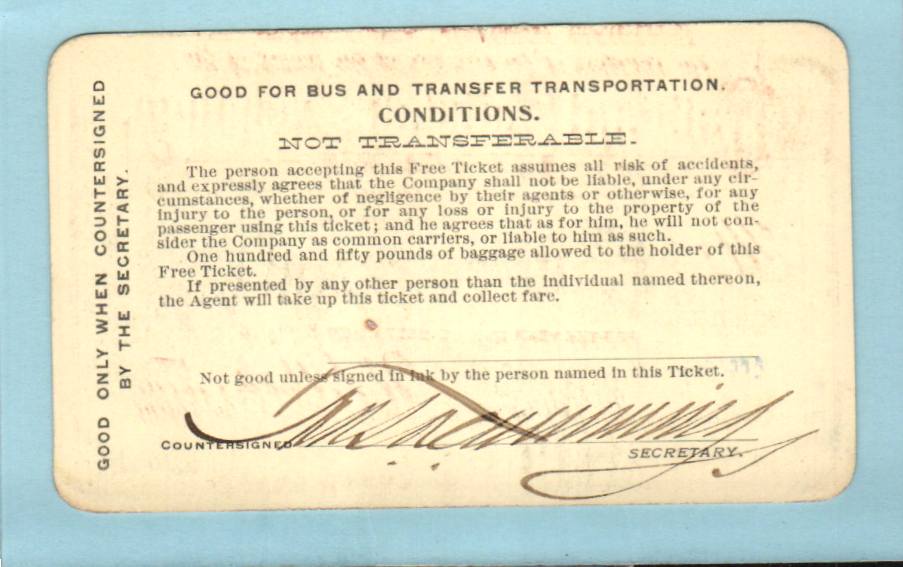 GOOD FOR BUS AND TRANSFER TRANSPORTATION.
CONDITIONS.
NOT TRANSFERABLE.
The person accepting this Free Ticket assumes all risk of accidents,
and expressly agrees that the Company shall not be liable, under any cir-
cumstances, whether of negligence by their agents or otherwise, for any
injury to the person, or for any loss or injury to the property of the
passenger using this ticket; and he agrees that as for him, he will not con-
sider the Company as common carriers, or liable to him as such.
One hundred and fifty pounds of baggage allowed to the holder of this
Free Ticket.
If presented by any other person than the individual named thereon,
the Agent will take up this ticket and collect fare.
Not good unless signed in ink by the person named in this Ticket.
COUNTERSIGNED
SECRETARY.
GOOD ONLY WHEN COUNTERSIGNED
BY THE SECRETARY.